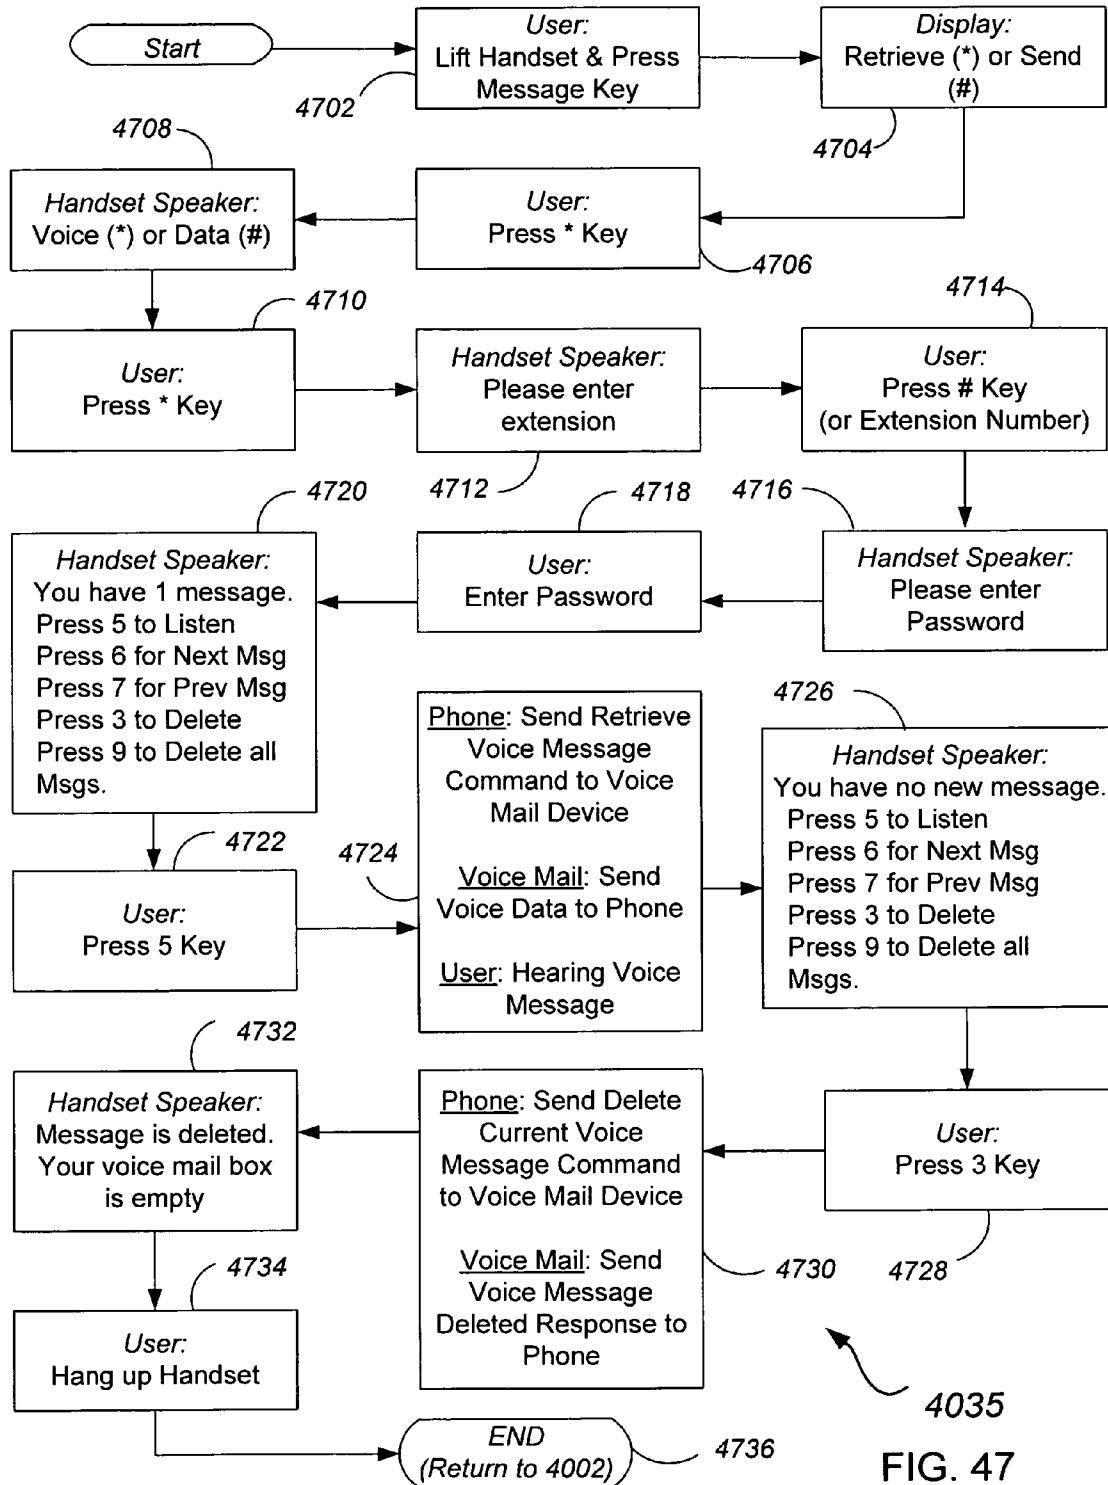 Start
User:
Lift Handset & Press
Message Key
4702
Display:
Retrieve (*) or Send
(#)
4704
User:
Press * Key
4706
4708
Handset Speaker:
Voice (*) or Data (#)
4710
User:
Press * Key
Handset Speaker:
Please enter
extension
4712
4714
User:
Press # Key
(or Extension Number)
4716
Handset Speaker:
Please enter
Password
4718
User:
Enter Password
4720
Handset Speaker:
You have 1 message.
Press 5 to Listen
Press 6 for Next Msg
Press 7 for Prev Msg
Press 3 to Delete
Press 9 to Delete all
Msgs.
4722
User:
Press 5 Key
4724
Phone: Send Retrieve
Voice Message
Command to Voice
Mail Device
Voice Mail: Send
Voice Data to Phone
User: Hearing Voice
Message
4726
Handset Speaker:
You have no new message.
Press 5 to Listen
Press 6 for Next Msg
Press 7 for Prev Msg
Press 3 to Delete
Press 9 to Delete all
Msgs.
User:
Press 3 Key
4728
Phone: Send Delete
Current Voice
Message Command
to Voice Mail Device
Voice Mail: Send
Voice Message
Deleted Response to
Phone
4730
4732
Handset Speaker:
Message is deleted.
Your voice mail box
is empty
4734
User:
Hang up Handset
END
(Return to 4002)
4736
4035
FIG. 47